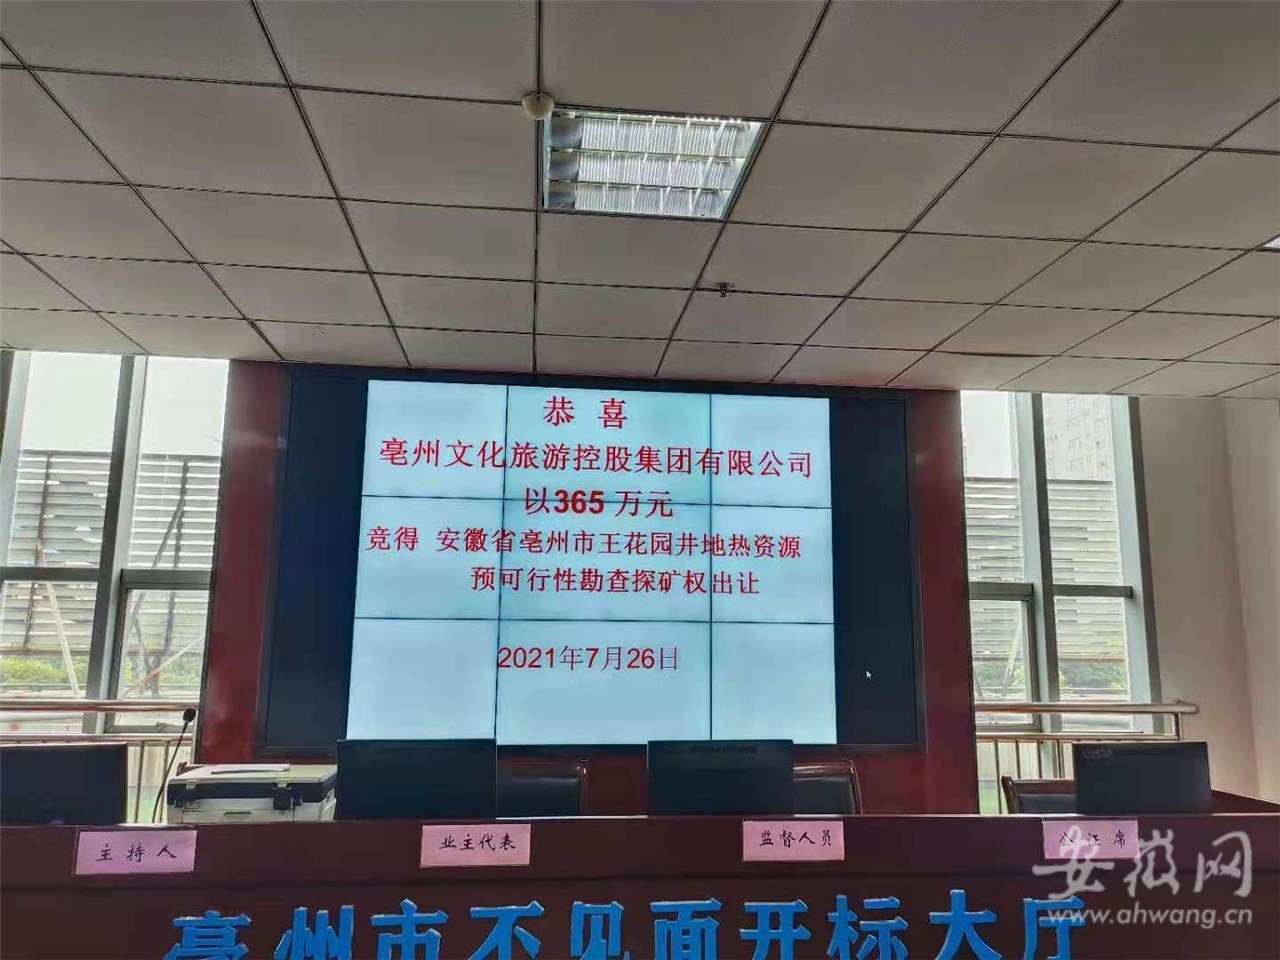 恭 喜
亳州文化旅游控股集团有限公司
以365 万元
竞得 安徽省亳州市王花园井地热资源
预可行性勘查探矿权出让
2021年7月26日
主持人
业主代表
监督人员
公证席
亳州市不见面开标大厅
安徽网
www.ahwang.cn